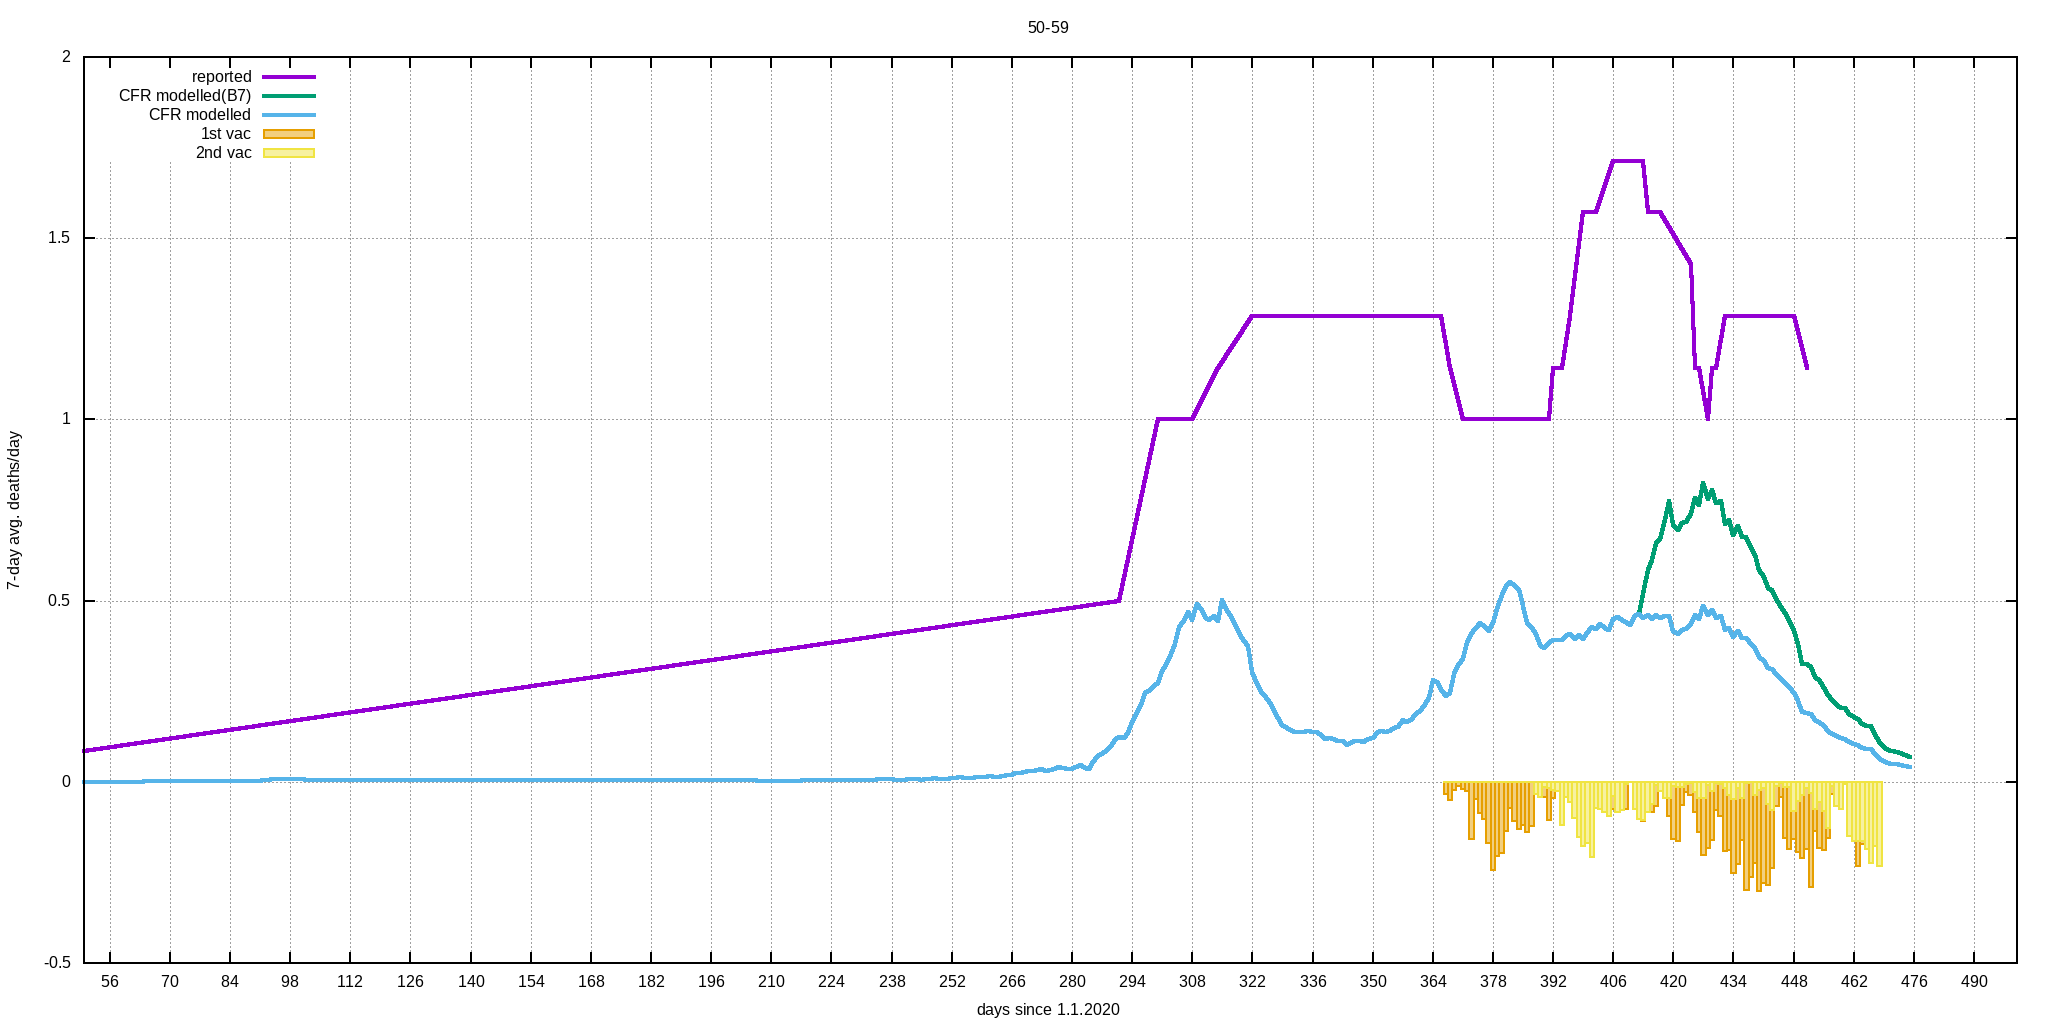 50-59
2
reported
CFR modelled(B7)
CFR modelled
1st vac
2nd vac
1.5
1
0.5
0
-0.5
7-day avg. deaths/day
56 70 84 98 112 126 140 154 168 182 196 210 224 238 252 266 280 294 308 322 336 350 364 378 392 406 420 434 448 462 476 490
days since 1.1.2020